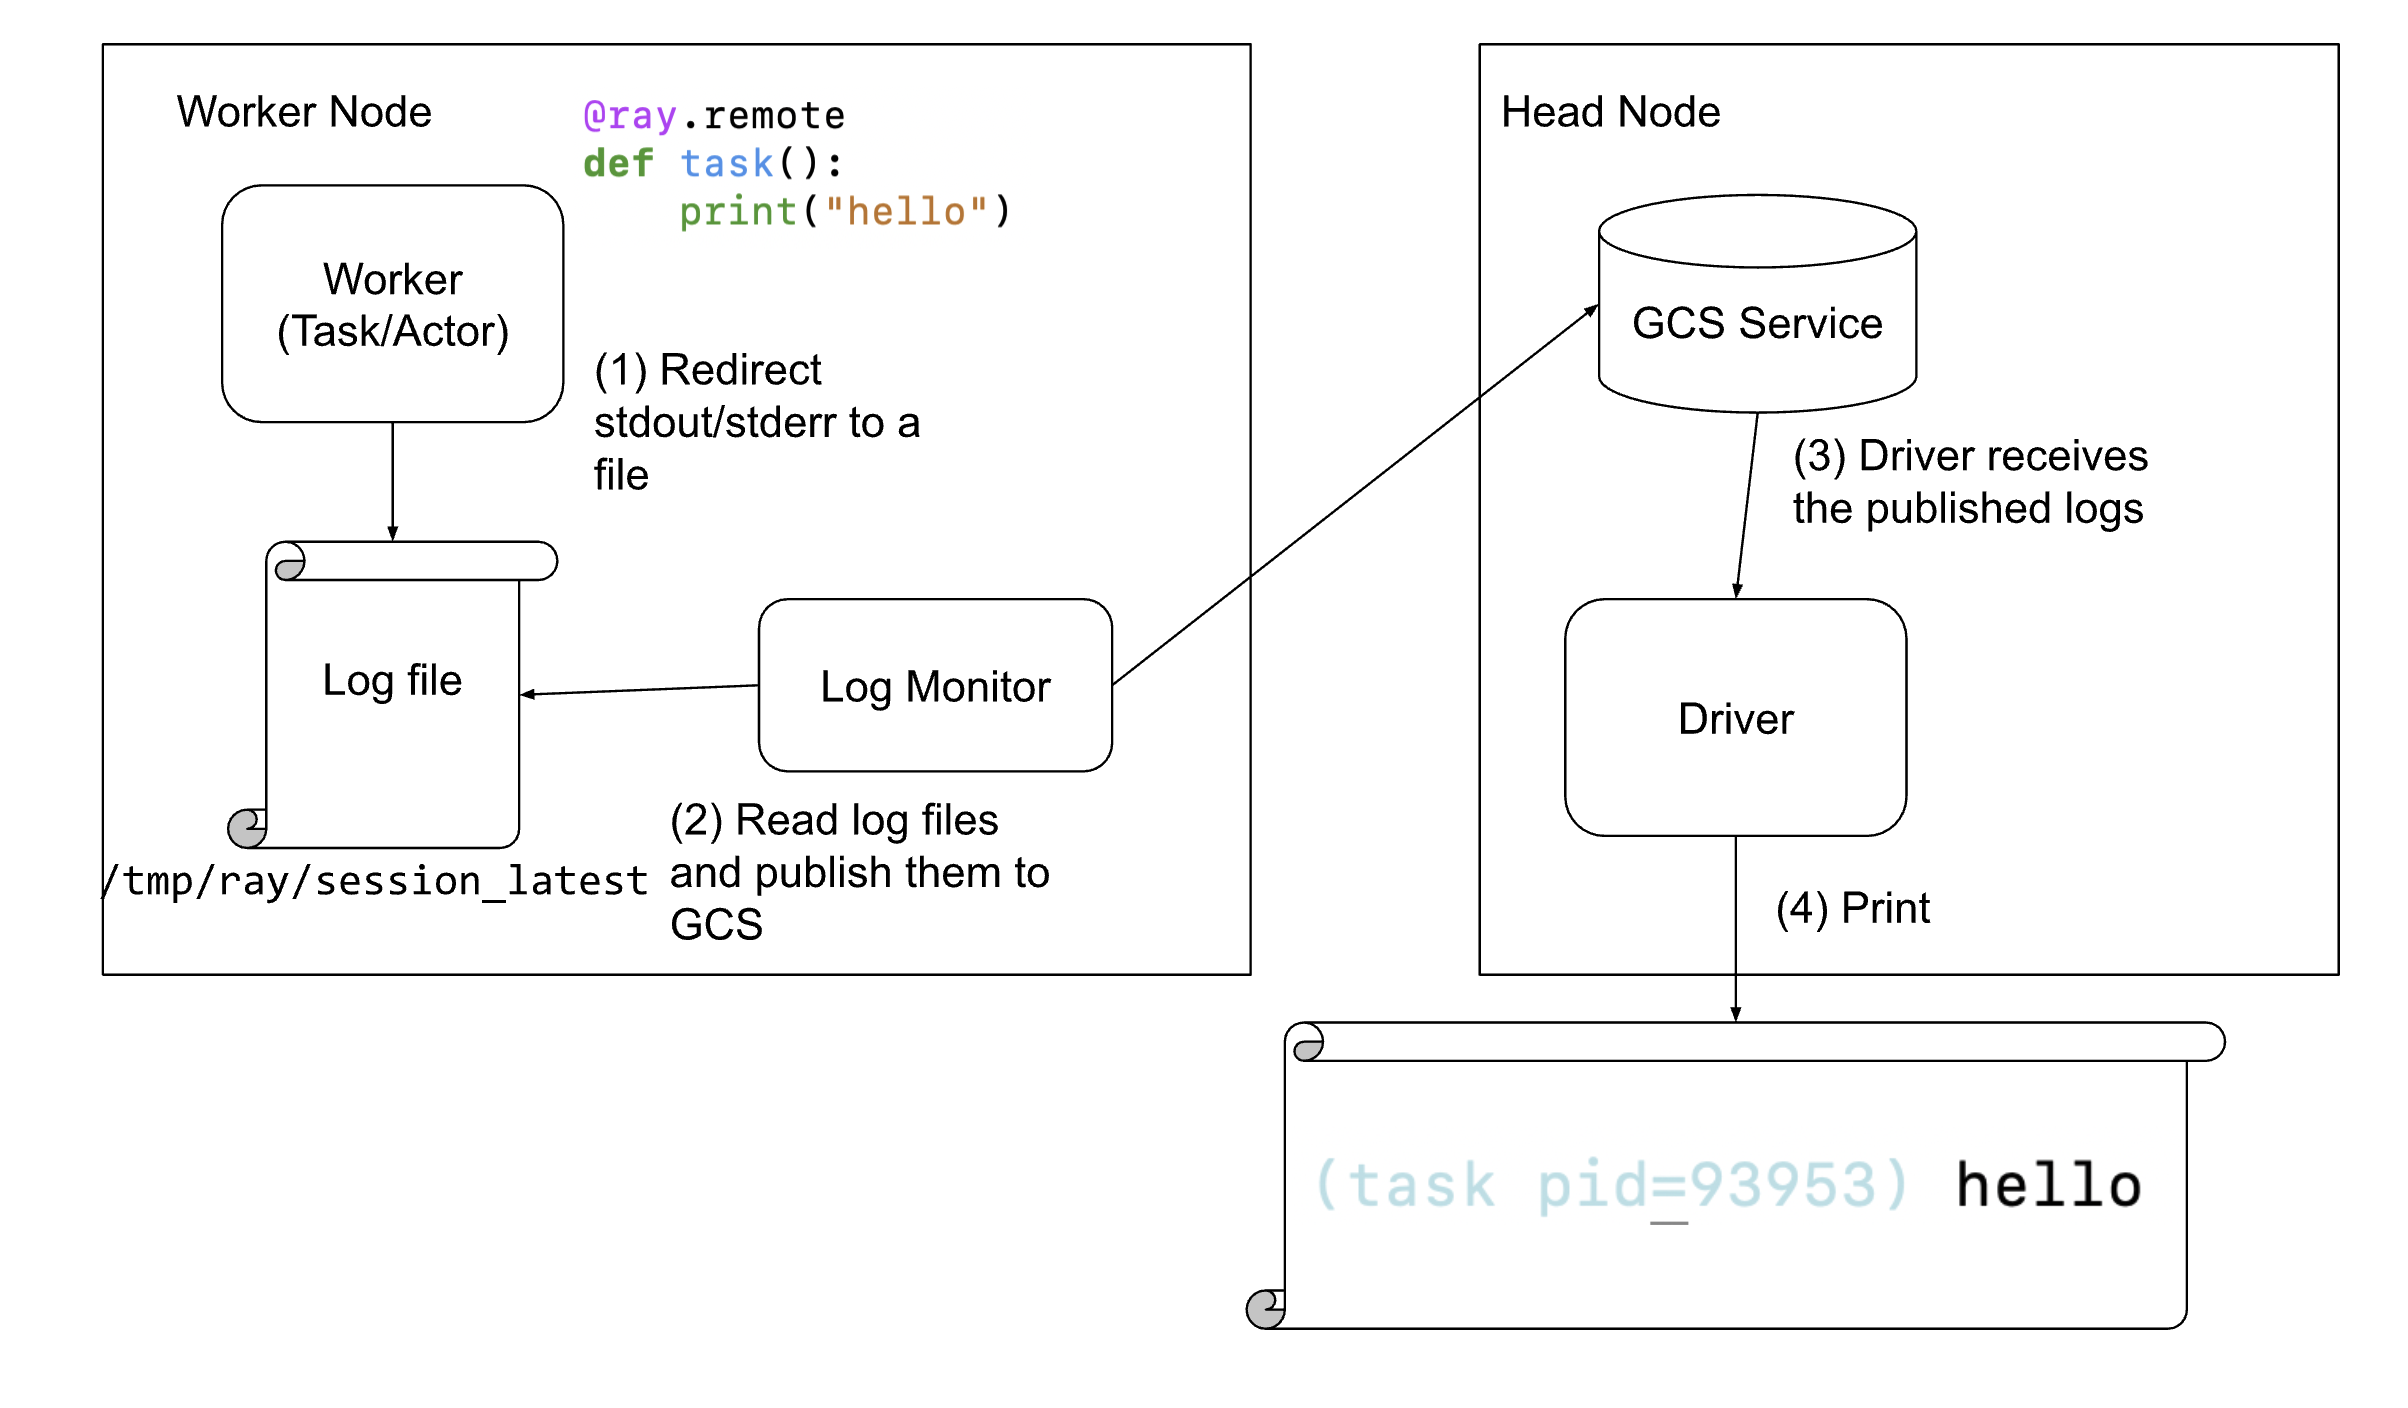 Worker Node
@ray.remote
def task():
    print("hello")
Worker
(Task/Actor)
(1) Redirect
stdout/stderr to a
file
Log file
/tmp/ray/session_latest
Log Monitor
(2) Read log files
and publish them to
GCS
Head Node
GCS Service
(3) Driver receives
the published logs
Driver
(4) Print
(task pid=93953) hello